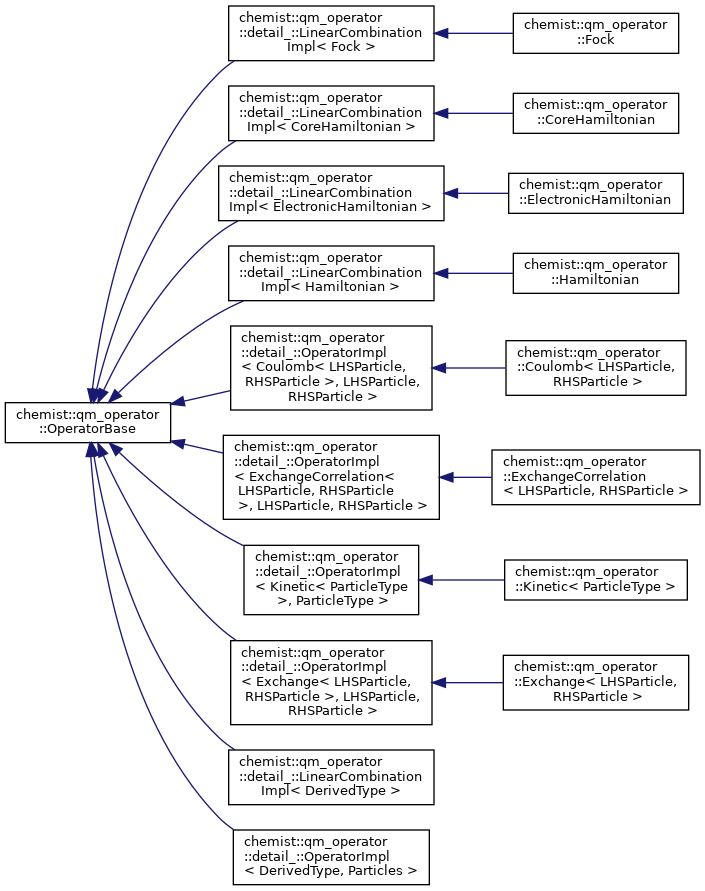 chemist::qm_operator
::detail_::LinearCombination
Impl< Fock >
chemist::qm_operator
::Fock
chemist::qm_operator
::detail_::LinearCombination
Impl< CoreHamiltonian >
chemist::qm_operator
::CoreHamiltonian
chemist::qm_operator
::detail_::LinearCombination
Impl< ElectronicHamiltonian >
chemist::qm_operator
::ElectronicHamiltonian
chemist::qm_operator
::detail_::LinearCombination
Impl< Hamiltonian >
chemist::qm_operator
::Hamiltonian
chemist::qm_operator
::detail_::OperatorImpl
< Coulomb< LHSParticle,
RHSParticle >, LHSParticle,
RHSParticle >
chemist::qm_operator
::Coulomb< LHSParticle,
RHSParticle >
chemist::qm_operator
::OperatorBase
chemist::qm_operator
::detail_::OperatorImpl
< ExchangeCorrelation<
LHSParticle, RHSParticle
>, LHSParticle, RHSParticle >
chemist::qm_operator
::ExchangeCorrelation
< LHSParticle, RHSParticle >
chemist::qm_operator
::detail_::OperatorImpl
< Kinetic< ParticleType
>, ParticleType >
chemist::qm_operator
::Kinetic< ParticleType >
chemist::qm_operator
::detail_::OperatorImpl
< Exchange< LHSParticle,
RHSParticle >, LHSParticle,
RHSParticle >
chemist::qm_operator
::Exchange< LHSParticle,
RHSParticle >
chemist::qm_operator
::detail_::LinearCombination
Impl< DerivedType >
chemist::qm_operator
::detail_::OperatorImpl
< DerivedType, Particles >